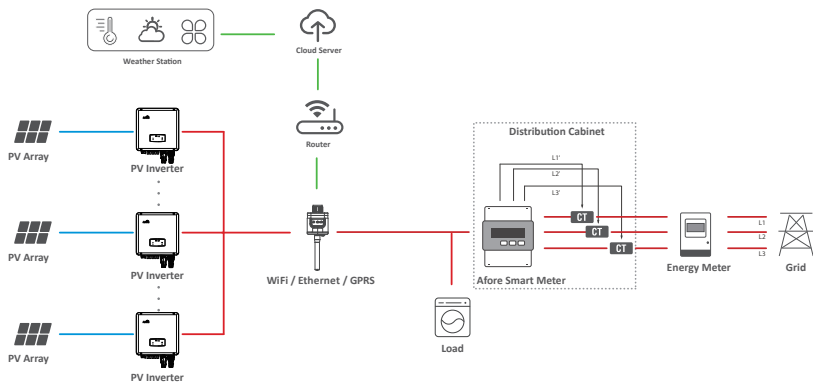 Weather Station
Cloud Server
Router
PV Array
PV Inverter
PV Array
PV Inverter
PV Array
PV Inverter
WiFi / Ethernet / GPRS
Load
Distribution Cabinet
L1'
L2'
L3'
CT
CT
CT
Afore Smart Meter
Energy Meter
L1
L2
L3
Grid